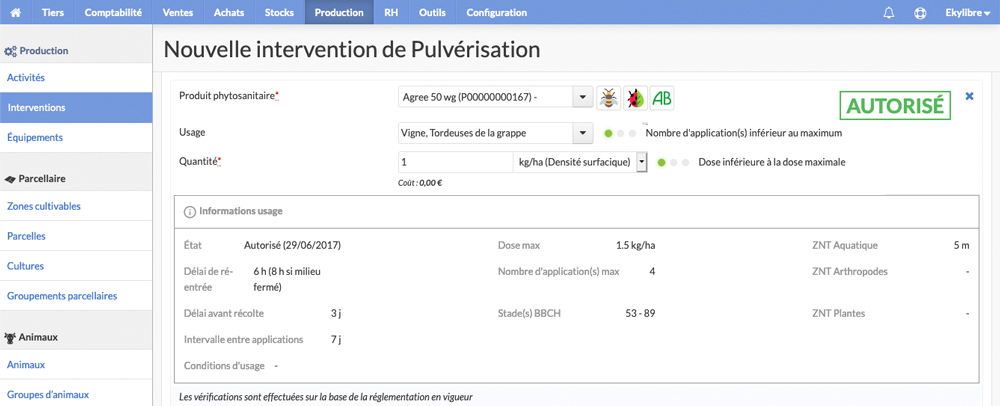 Tiers Comptabilité Ventes Achats Stocks Production RH Outils Configuration Ekylibre
Production
Activités
Interventions
Équipements
Parcellaire
Zones cultivables
Parcelles
Cultures
Groupements parcellaires
Animaux
Animaux
Groupes d'animaux
Nouvelle intervention de Pulvérisation
Produit phytosanitaire* Agree 50 wg (P00000000167) - AB AUTORISÉ
Usage Vigne, Tordeuses de la grappe Nombre d'application(s) inférieur au maximum
Quantité* 1 kg/ha (Densité surfacique) Dose inférieure à la dose maximale
Coût : 0,00 €
Informations usage
État Autorisé (29/06/2017) Dose max 1.5 kg/ha ZNT Aquatique 5 m
Délai de ré- 6 h (8 h si milieu Nombre d'application(s) max 4 ZNT Arthropodes -
entrée fermé)
Délai avant récolte 3 j Stade(s) BBCH 53 - 89 ZNT Plantes -
Intervalle entre applications 7 j
Conditions d'usage -
Les vérifications sont effectuées sur la base de la réglementation en vigueur